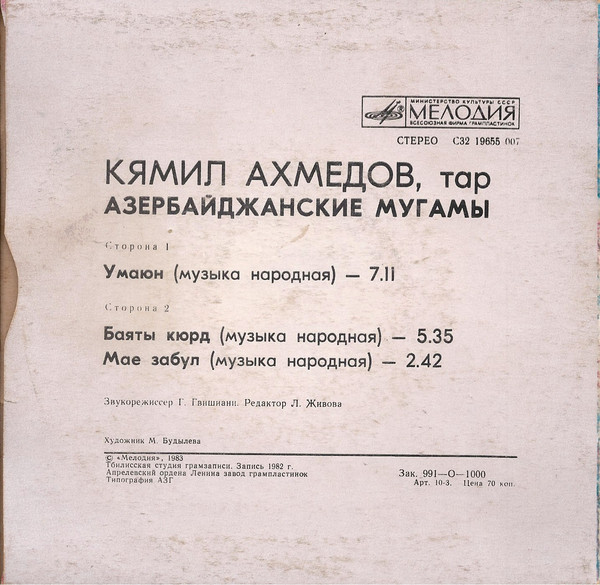 МИНИСТЕРСТВО КУЛЬТУРЫ СССР
МЕЛОДИЯ
ВСЕСОЮЗНАЯ ФИРМА ГРАМПЛАСТИНОК
СТЕРЕО С32 19655 007
КЯМИЛ АХМЕДОВ, тар
АЗЕРБАЙДЖАНСКИЕ МУГАМЫ
Сторона 1
Умаюн (музыка народная) — 7.11
Сторона 2
Баяты кюрд (музыка народная) — 5.35
Мае забул (музыка народная) — 2.42
Звукорежиссер Г. Гвишиани. Редактор Л. Живова
Художник М. Будылева
© «Мелодия», 1983
Тбилисская студия грамзаписи. Запись 1982 г.
Апрелевский ордена Ленина завод грампластинок
Типография АЗГ
Зак. 991—О—1000
Арт. 10-3. Цена 70 коп.